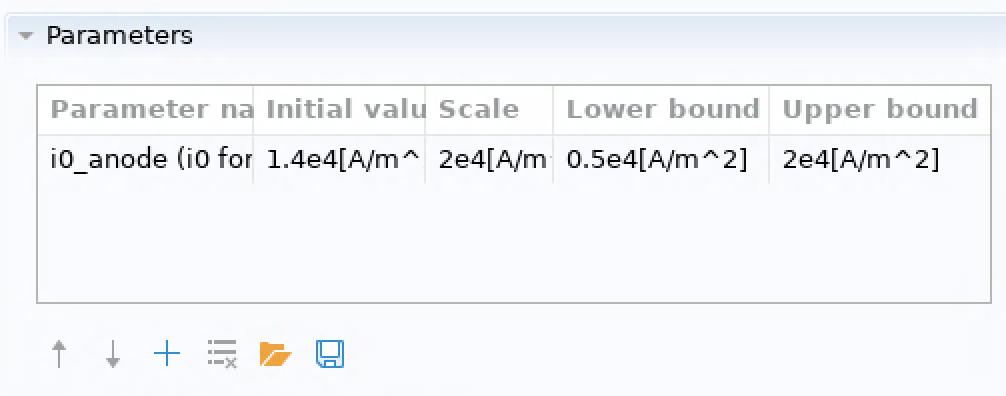 Parameters
Parameter na Initial valu Scale Lower bound Upper bound
i0_anode (i0 for 1.4e4[A/m^ 2e4[A/m 0.5e4[A/m^2] 2e4[A/m^2]